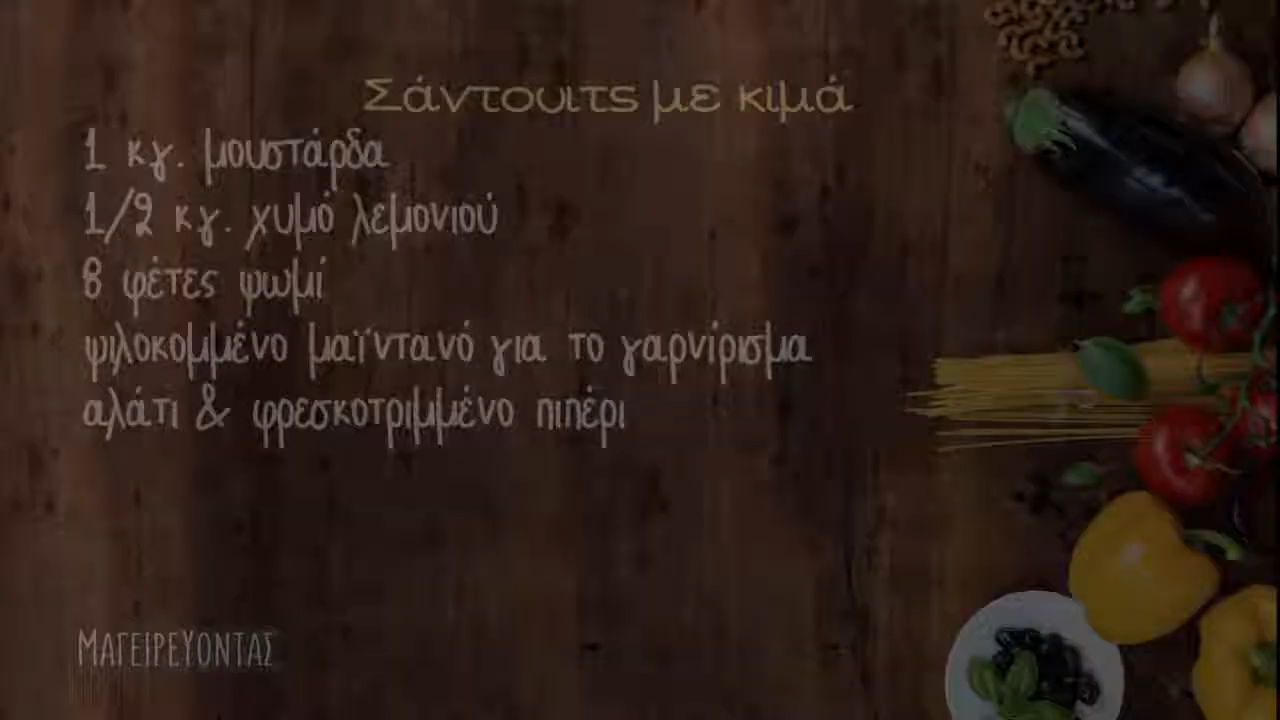 Σάντουιτς με κιμά
1 κγ. μουστάρδα
1/2 κγ. χυμό λεμονιού
8 φέτες ψωμί
ψιλοκομμένο μαϊντανό για το γαρνίρισμα
αλάτι & φρεσκοτριμμένο πιπέρι
ΜΑΓΕΙΡΕΥΟΝΤΑΣ